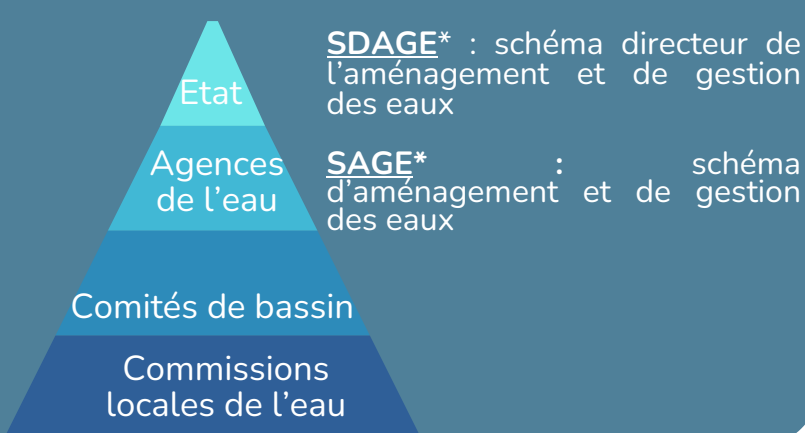 Etat
Agences
de l’eau
Comités de bassin
Commissions
locales de l’eau
SDAGE* : schéma directeur de
l’aménagement et de gestion
des eaux
SAGE* : schéma
d’aménagement et de gestion
des eaux